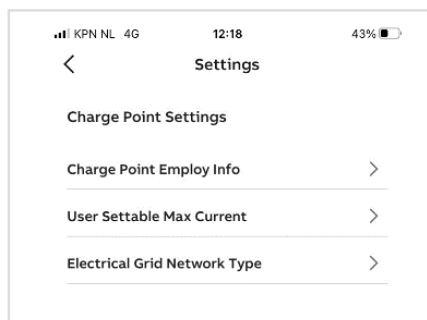 KPN NL 4G 12:18 43%
Settings
Charge Point Settings
Charge Point Employ Info
User Settable Max Current
Electrical Grid Network Type